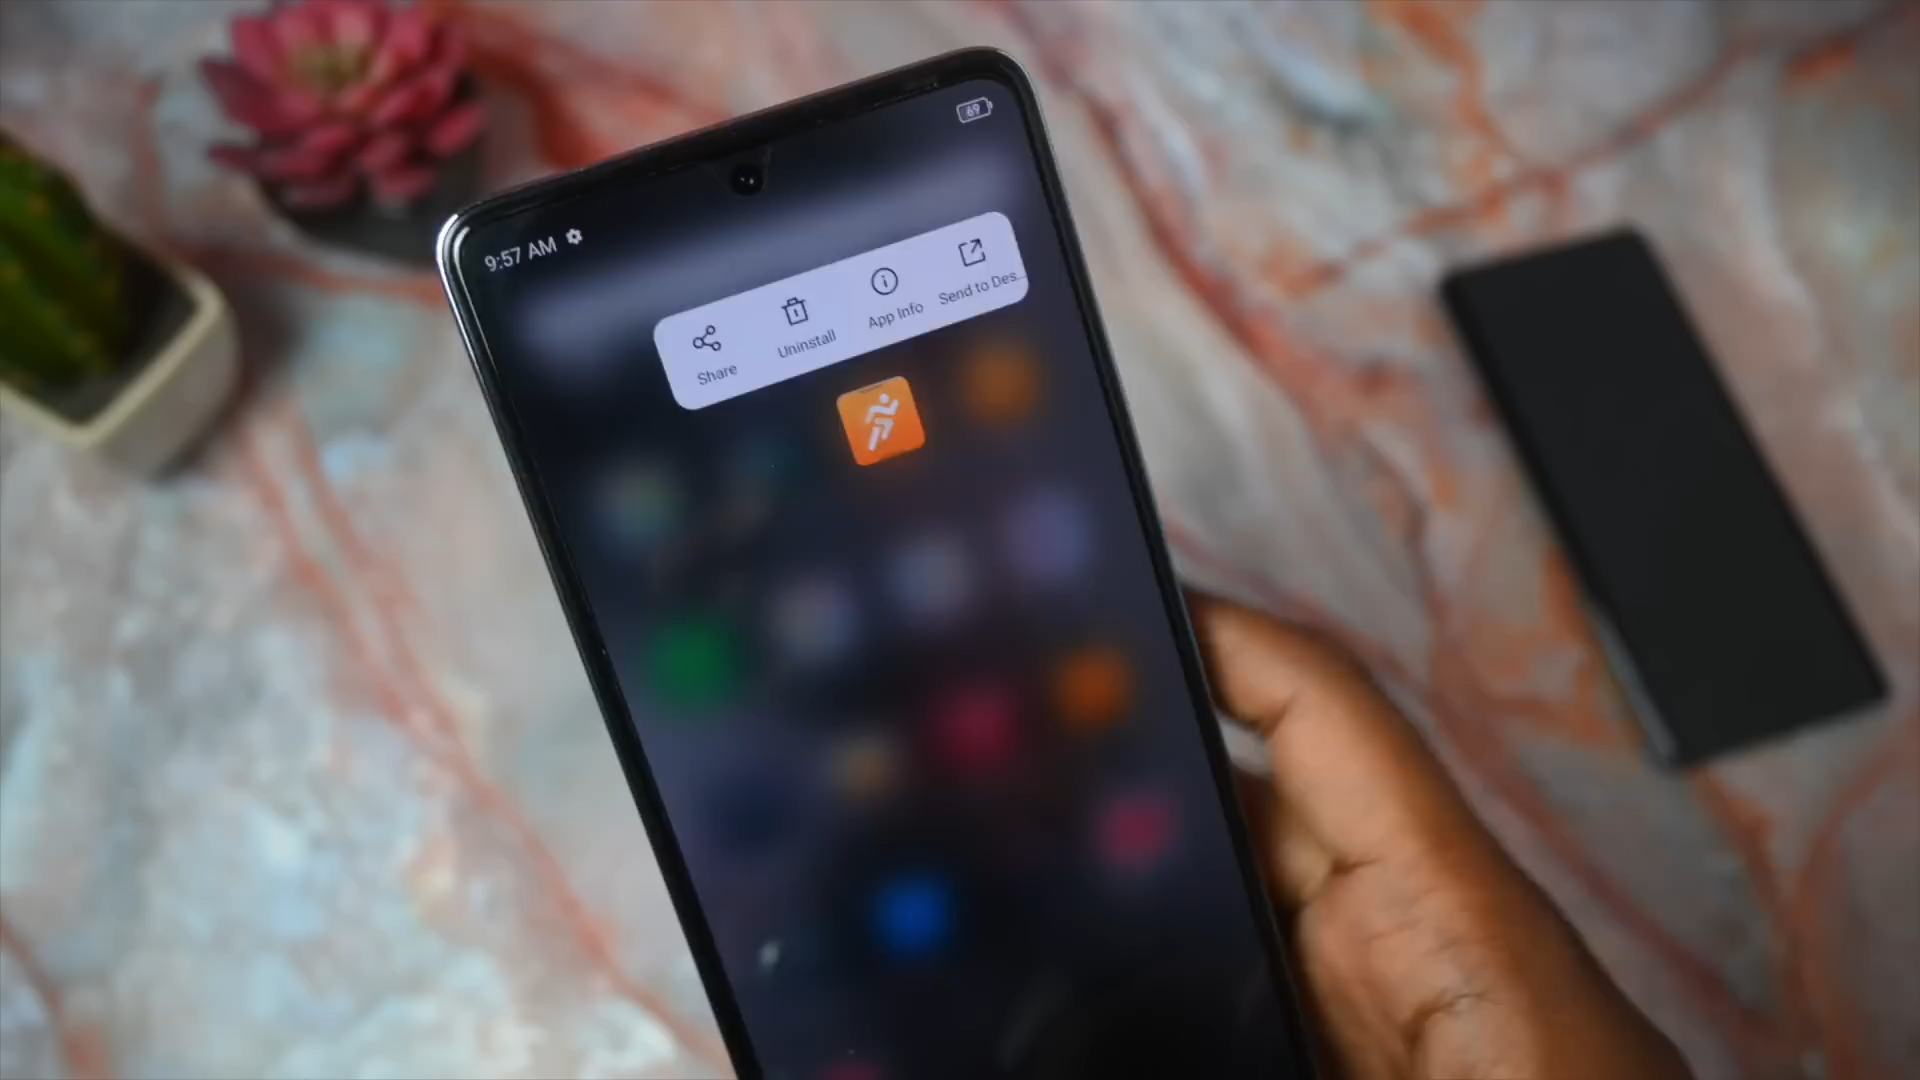 69
9:57 AM
Share
Uninstall
App Info
Send to Des...